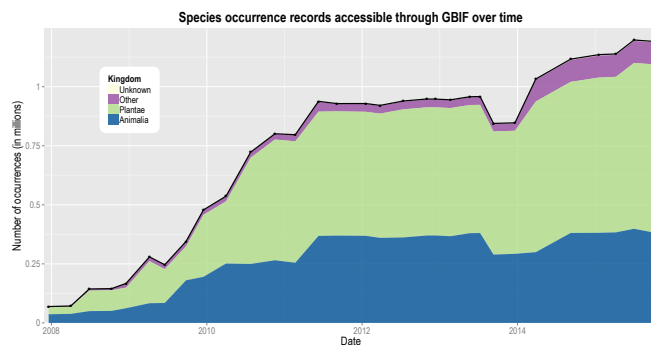 Species occurrence records accessible through GBIF over time
Number of occurrences (in millions)
1
0.75
0.5
0.25
0
Kingdom
Unknown
Other
Plantae
Animalia
2008
2010
2012
2014
Date